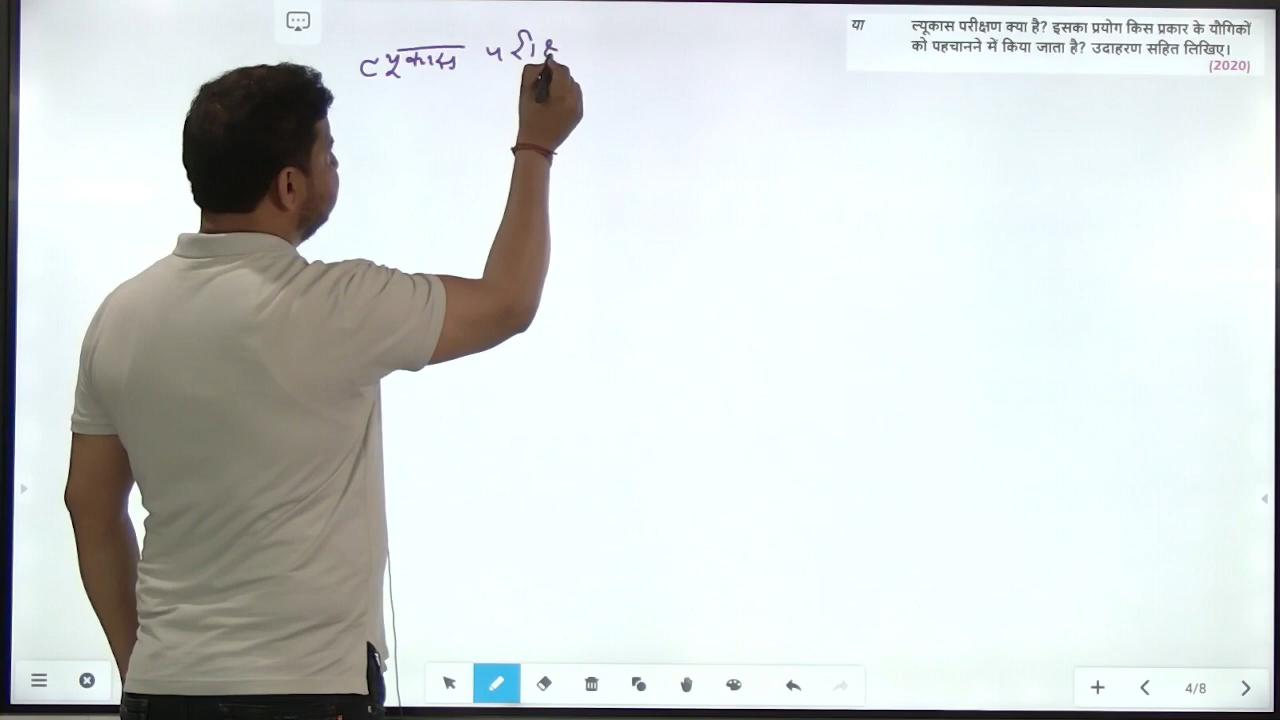 या ल्यूकास परीक्षण क्या है? इसका प्रयोग किस प्रकार के यौगिकों
को पहचानने में किया जाता है? उदाहरण सहित लिखिए।
(2020)
ल्यूकास परीक्ष
4/8